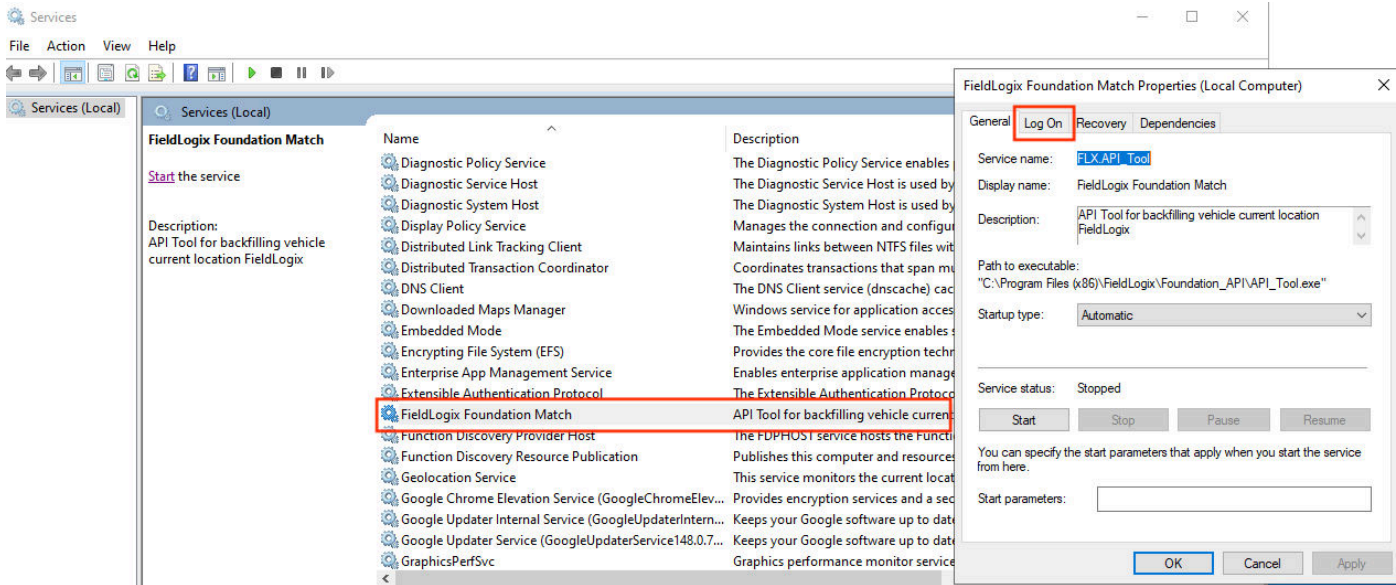 Services
File Action View Help
Services (Local)
Services (Local)
FieldLogix Foundation Match
Start the service
Description:
API Tool for backfilling vehicle
current location FieldLogix
Name Description
Diagnostic Policy Service The Diagnostic Policy Service enables
Diagnostic Service Host The Diagnostic Service Host is used by
Diagnostic System Host The Diagnostic System Host is used by
Display Policy Service Manages the connection and configur
Distributed Link Tracking Client Maintains links between NTFS files wit
Distributed Transaction Coordinator Coordinates transactions that span mu
DNS Client The DNS Client service (dnscache) cac
Downloaded Maps Manager Windows service for application acces
Embedded Mode The Embedded Mode service enables
Encrypting File System (EFS) Provides the core file encryption techn
Enterprise App Management Service Enables enterprise application manage
Extensible Authentication Protocol The Extensible Authentication Protoco
FieldLogix Foundation Match API Tool for backfilling vehicle current
Function Discovery Provider Host The FDPHOST service hosts the Functi
Function Discovery Resource Publication Publishes this computer and resources
Geolocation Service This service monitors the current locat
Google Chrome Elevation Service (GoogleChromeElev... Provides encryption services and a sec
Google Updater Internal Service (GoogleUpdaterIntern... Keeps your Google software up to date
Google Updater Service (GoogleUpdaterService148.0.7... Keeps your Google software up to date
GraphicsPerfSvc Graphics performance monitor service
FieldLogix Foundation Match Properties (Local Computer)
General Log On Recovery Dependencies
Service name: FLX.API_Tool
Display name: FieldLogix Foundation Match
Description: API Tool for backfilling vehicle current location
FieldLogix
Path to executable:
"C:\Program Files (x86)\FieldLogix\Foundation_API\API_Tool.exe"
Startup type: Automatic
Service status: Stopped
Start Stop Pause Resume
You can specify the start parameters that apply when you start the service
from here.
Start parameters:
OK Cancel Apply